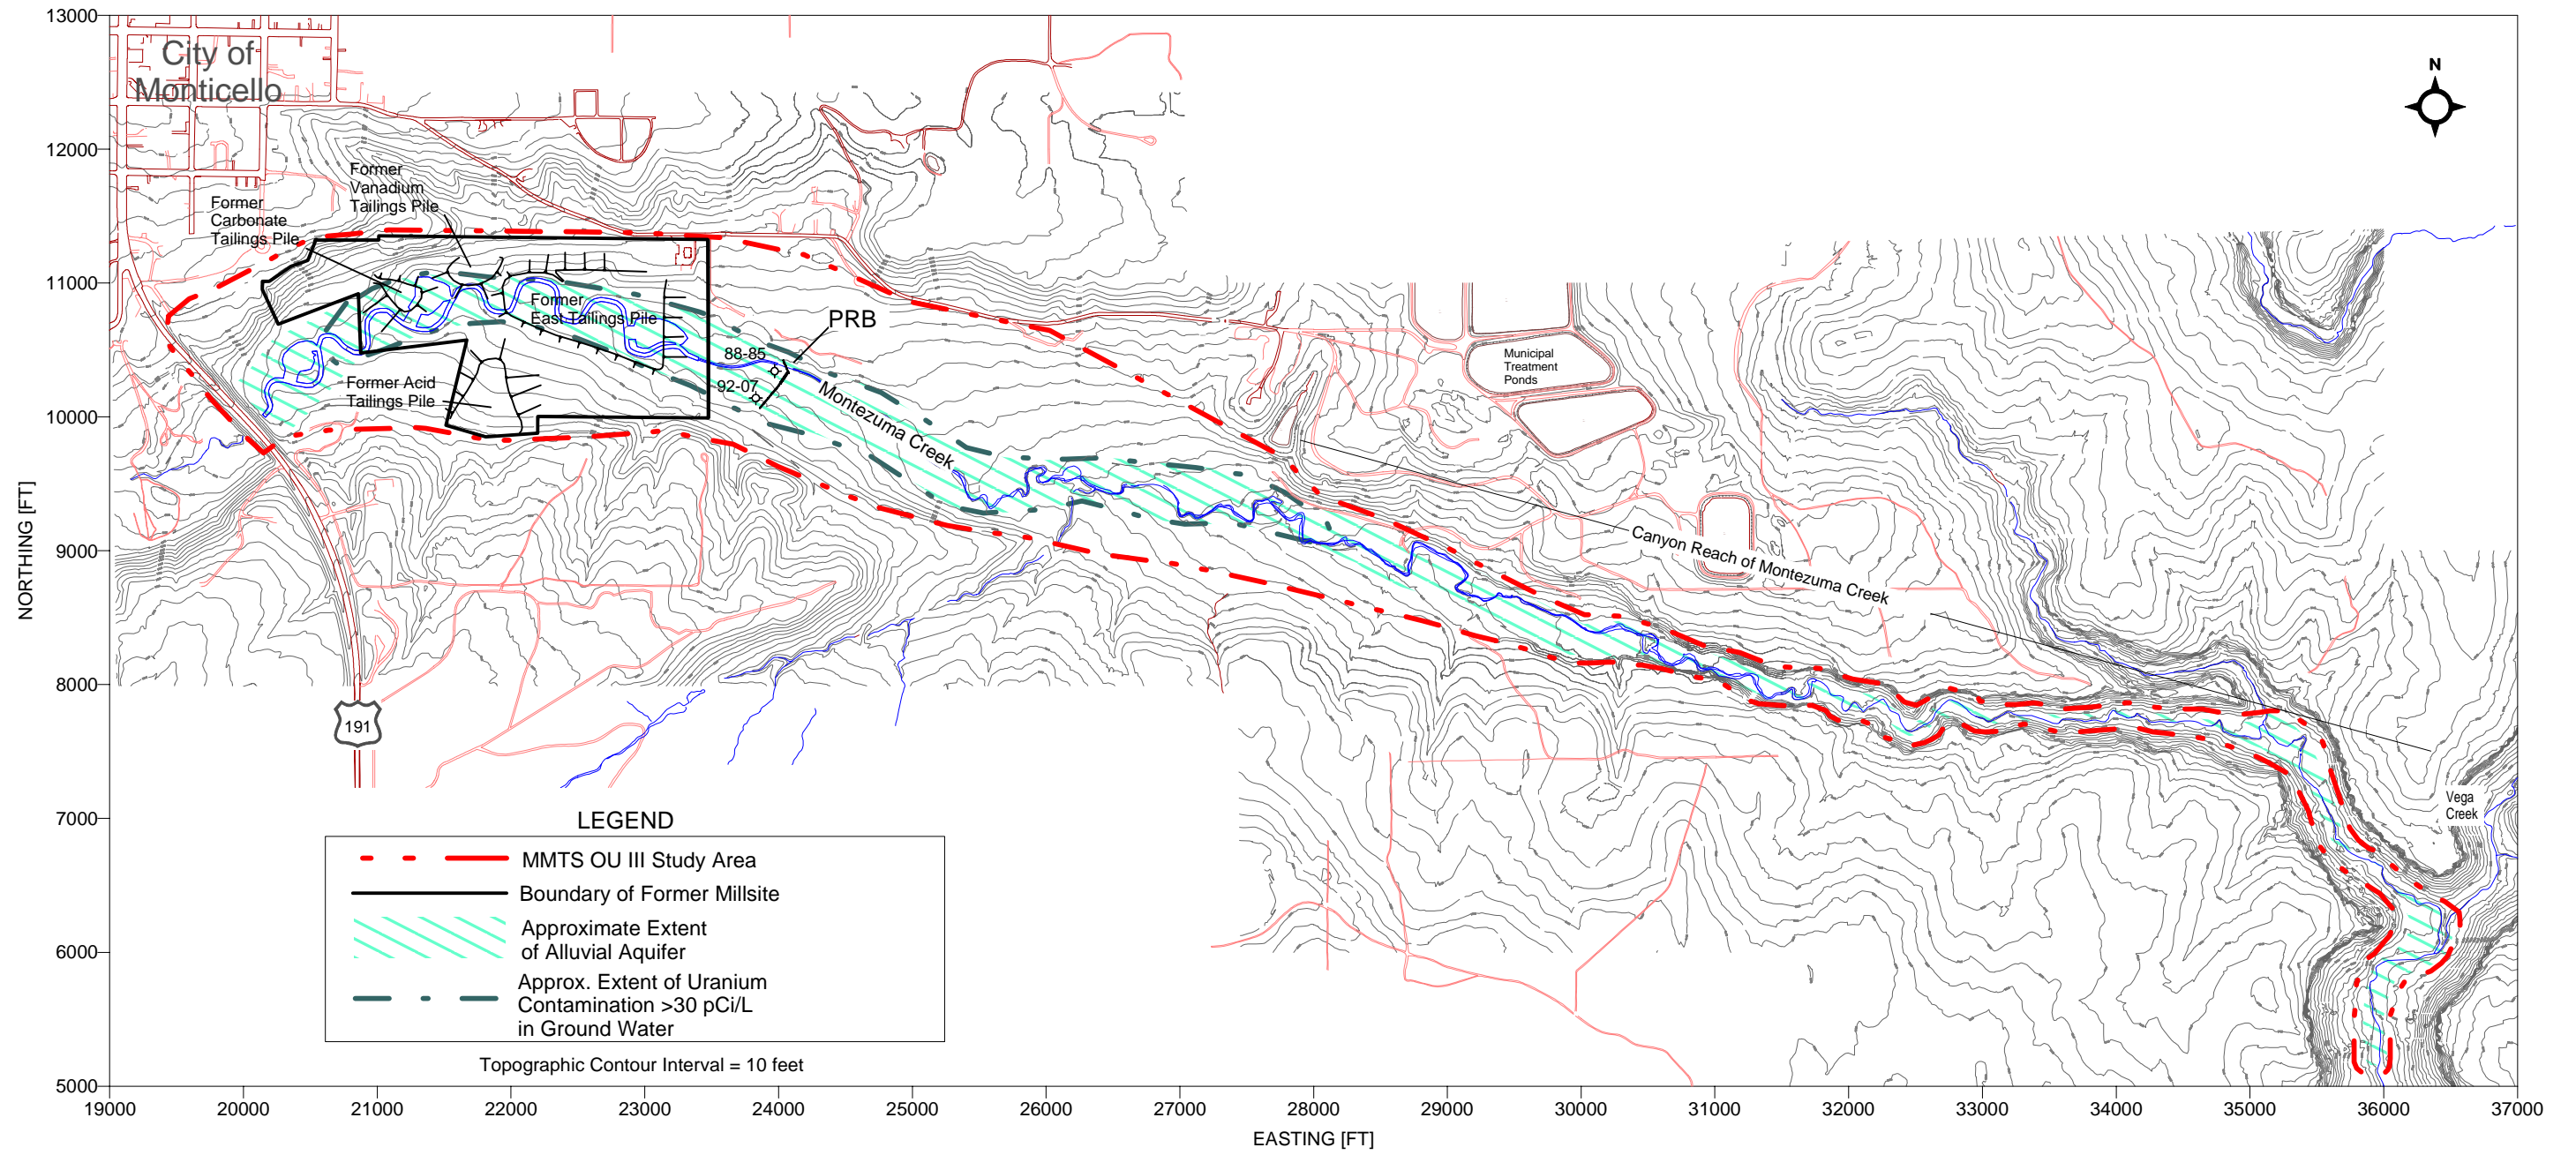 13000
12000
11000
10000
9000
8000
7000
6000
5000
NORTHING [FT]
City of
Monticello
N
Former
Vanadium
Tailings Pile
Former
Carbonate
Tailings Pile
Former
East Tailings Pile
PRB
88-85
92-07
Former Acid
Tailings Pile
Montezuma Creek
Municipal
Treatment
Ponds
Canyon Reach of Montezuma Creek
191
Vega
Creek
LEGEND
MMTS OU III Study Area
Boundary of Former Millsite
Approximate Extent
of Alluvial Aquifer
Approx. Extent of Uranium
Contamination >30 pCi/L
in Ground Water
Topographic Contour Interval = 10 feet
19000 20000 21000 22000 23000 24000 25000 26000 27000 28000 29000 30000 31000 32000 33000 34000 35000 36000 37000
EASTING [FT]